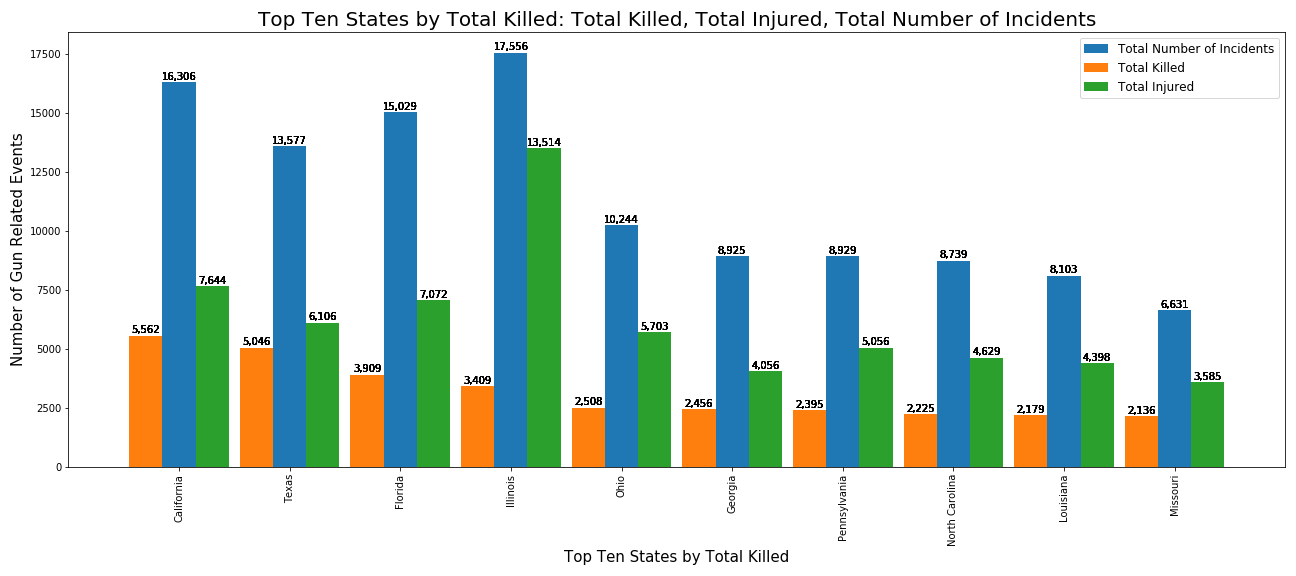 Top Ten States by Total Killed: Total Killed, Total Injured, Total Number of Incidents
Number of Gun Related Events
17500
15000
12500
10000
7500
5000
2500
0
Total Number of Incidents
Total Killed
Total Injured
5,562
16,306
7,644
5,046
13,577
6,106
3,909
15,029
7,072
3,409
17,556
13,514
2,508
10,244
5,703
2,456
8,925
4,056
2,395
8,929
5,056
2,225
8,739
4,629
2,179
8,103
4,398
2,136
6,631
3,585
California
Texas
Florida
Illinois
Ohio
Georgia
Pennsylvania
North Carolina
Louisiana
Missouri
Top Ten States by Total Killed